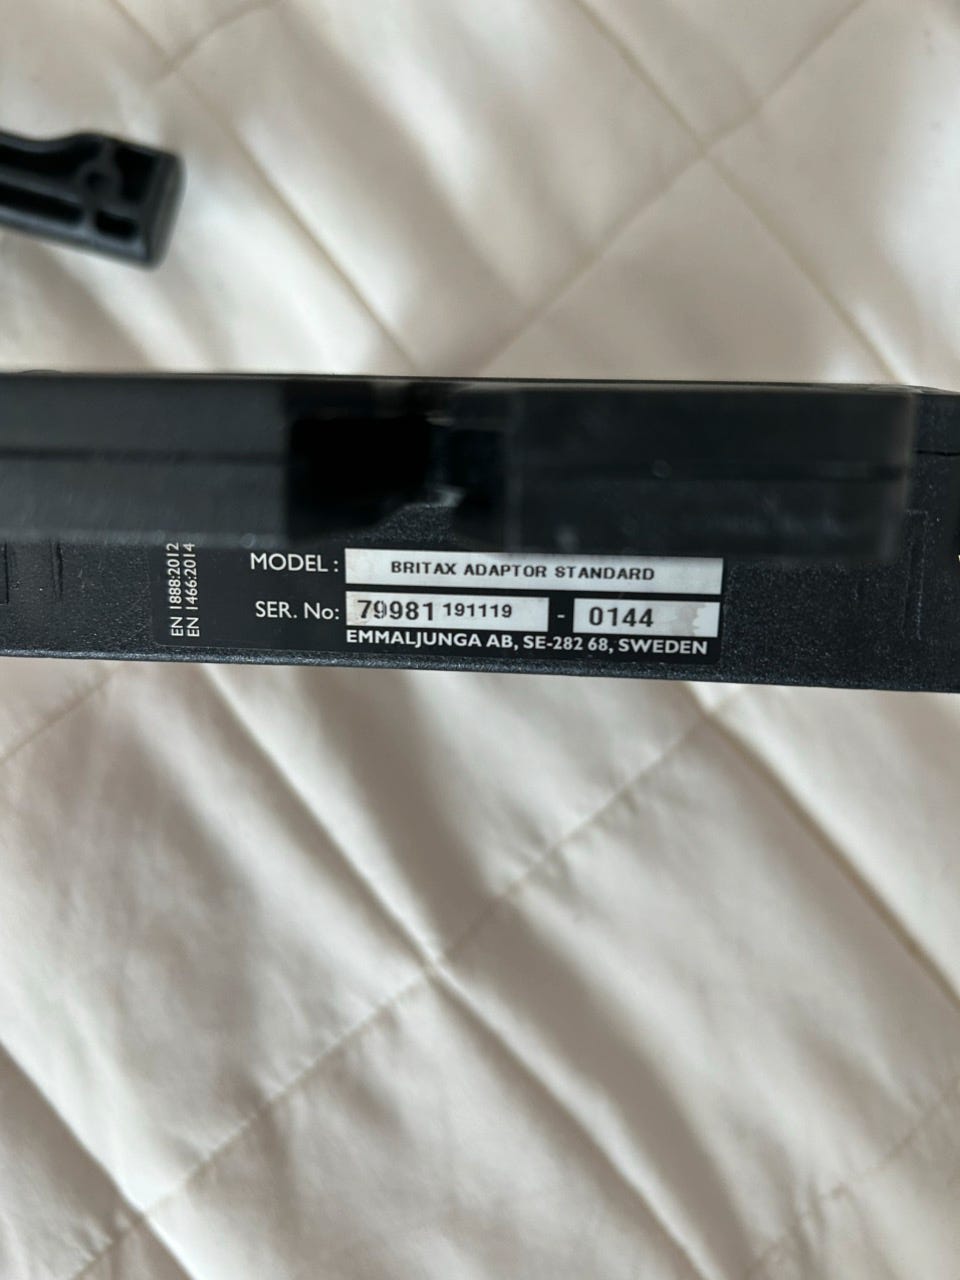 EN 1888:2012
EN 1466:2014
MODEL : BRITAX ADAPTOR STANDARD
SER. No: 79981 191119 - 0144
EMMALJUNGA AB, SE-282 68, SWEDEN